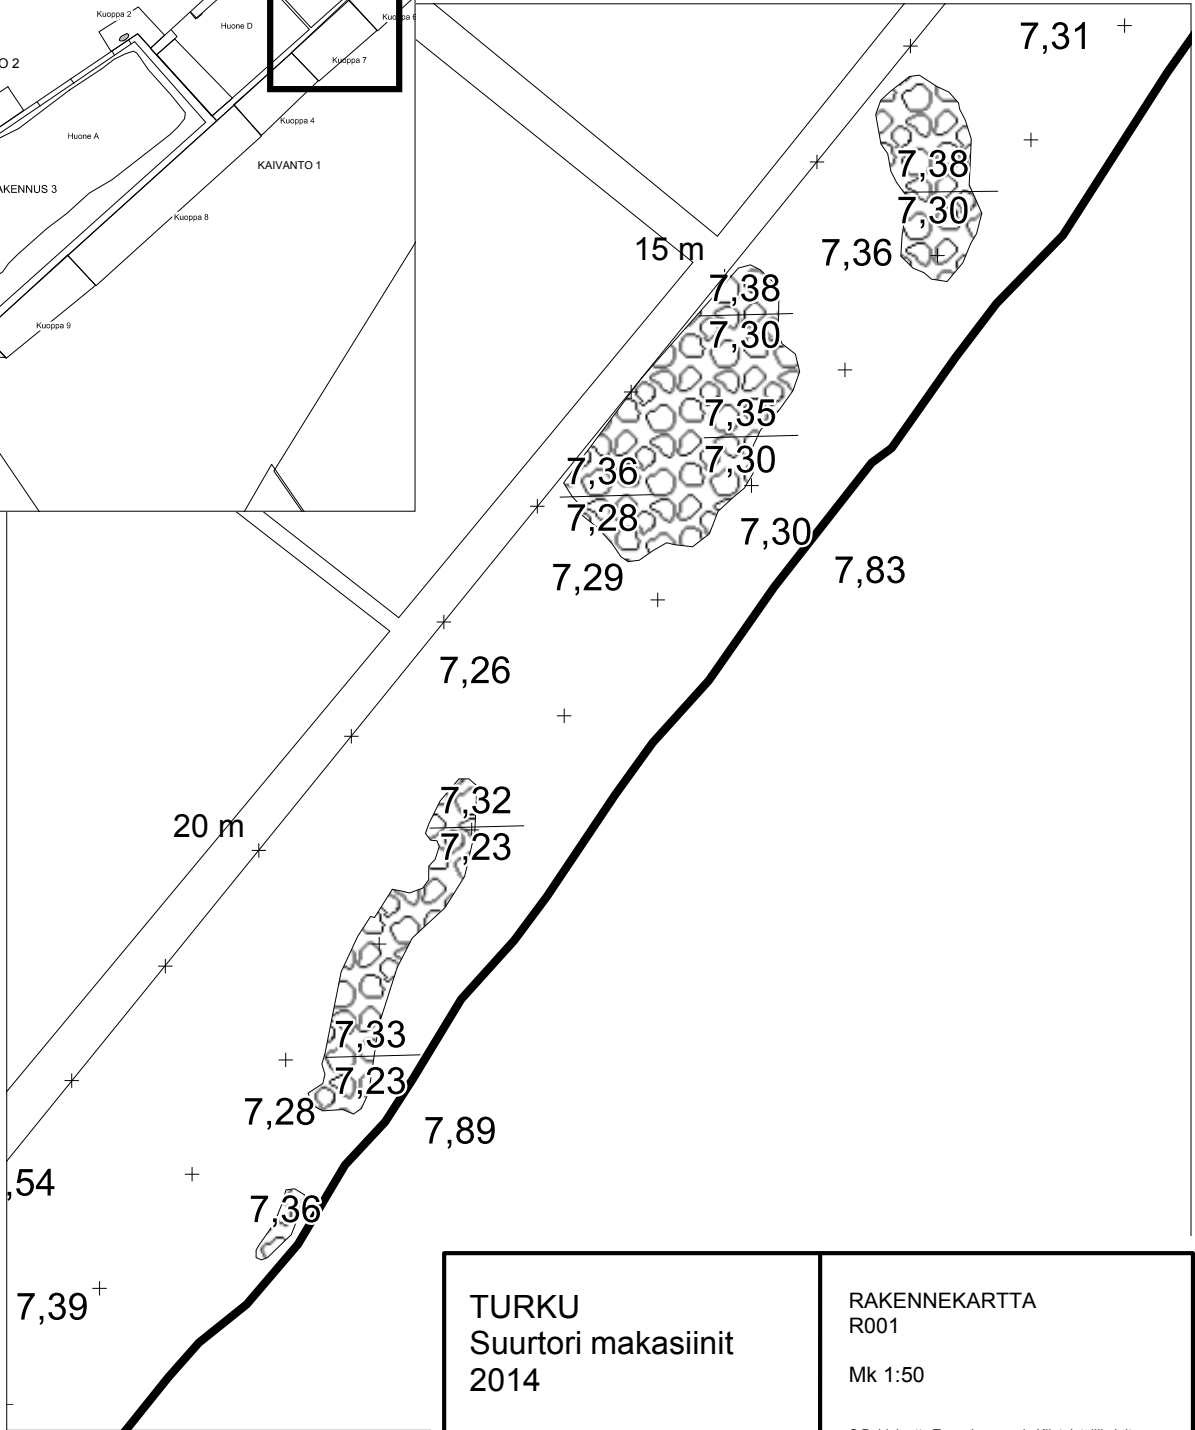 Kuoppa 2
Huone D
Kuoppa 6
Kuoppa 7
O 2
Huone A
Kuoppa 4
KAIVANTO 1
AKENNUS 3
Kuoppa 8
Kuoppa 9
7,31
7,38
7,30
7,36
15 m
7,38
7,30
7,35
7,30
7,36
7,28
7,30
7,29
7,83
7,26
7,32
20 m
7,23
7,33
7,23
7,28
7,89
,54
7,36
7,39
TURKU
Suurtori makasiinit
2014
RAKENNEKARTTA
R001
Mk 1:50